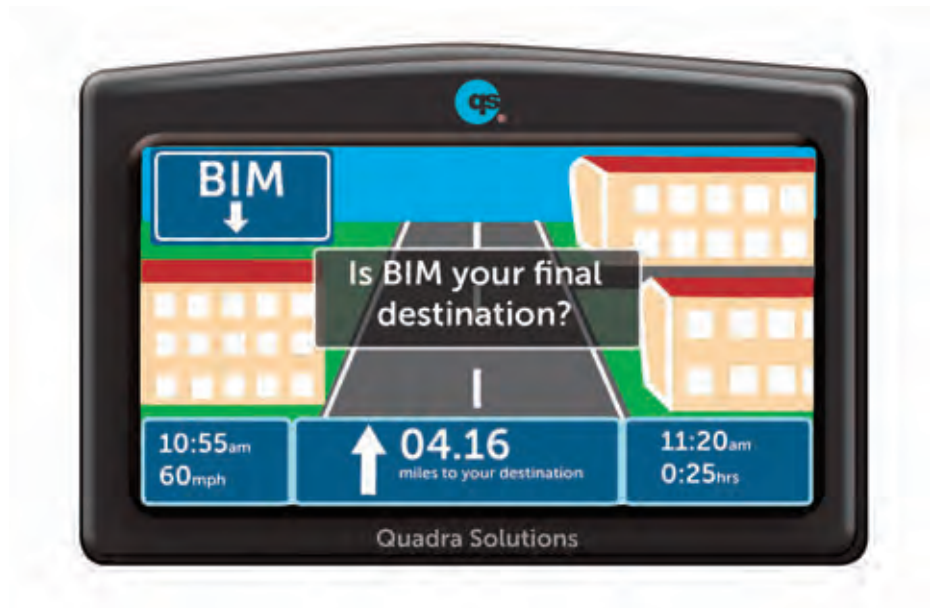 qs
BIM
Is BIM your final
destination?
10:55am
60mph
04.16
miles to your destination
11:20am
0:25hrs
Quadra Solutions